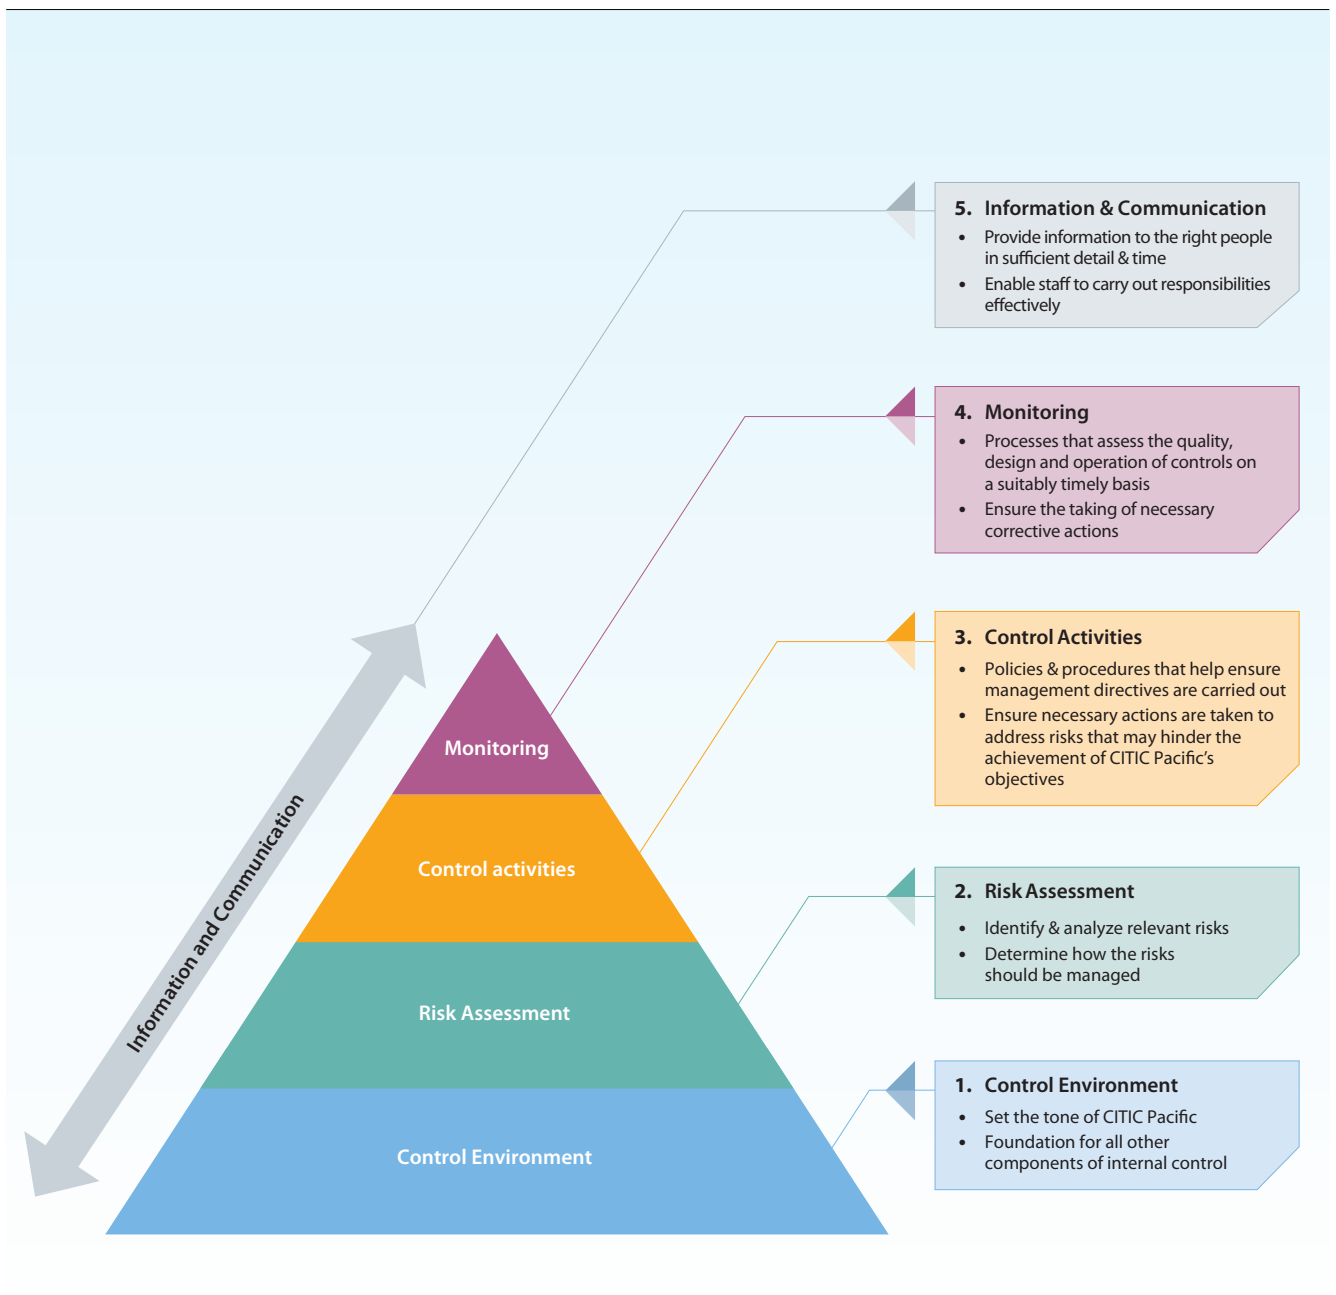 5. Information & Communication
• Provide information to the right people
in sufficient detail & time
• Enable staff to carry out responsibilities
effectively
4. Monitoring
• Processes that assess the quality,
design and operation of controls on
a suitably timely basis
• Ensure the taking of necessary
corrective actions
3. Control Activities
• Policies & procedures that help ensure
management directives are carried out
• Ensure necessary actions are taken to
address risks that may hinder the
achievement of CITIC Pacific's
objectives
2. Risk Assessment
• Identify & analyze relevant risks
• Determine how the risks
should be managed
1. Control Environment
• Set the tone of CITIC Pacific
• Foundation for all other
components of internal control
Information and Communication
Monitoring
Control activities
Risk Assessment
Control Environment